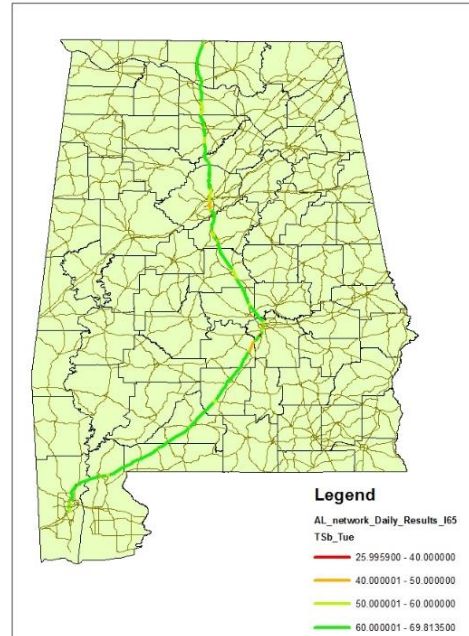 Legend
AL_network_Daily_Results_I65
TSb_Tue
25.995900 - 40.000000
40.000001 - 50.000000
50.000001 - 60.000000
60.000001 - 69.813500